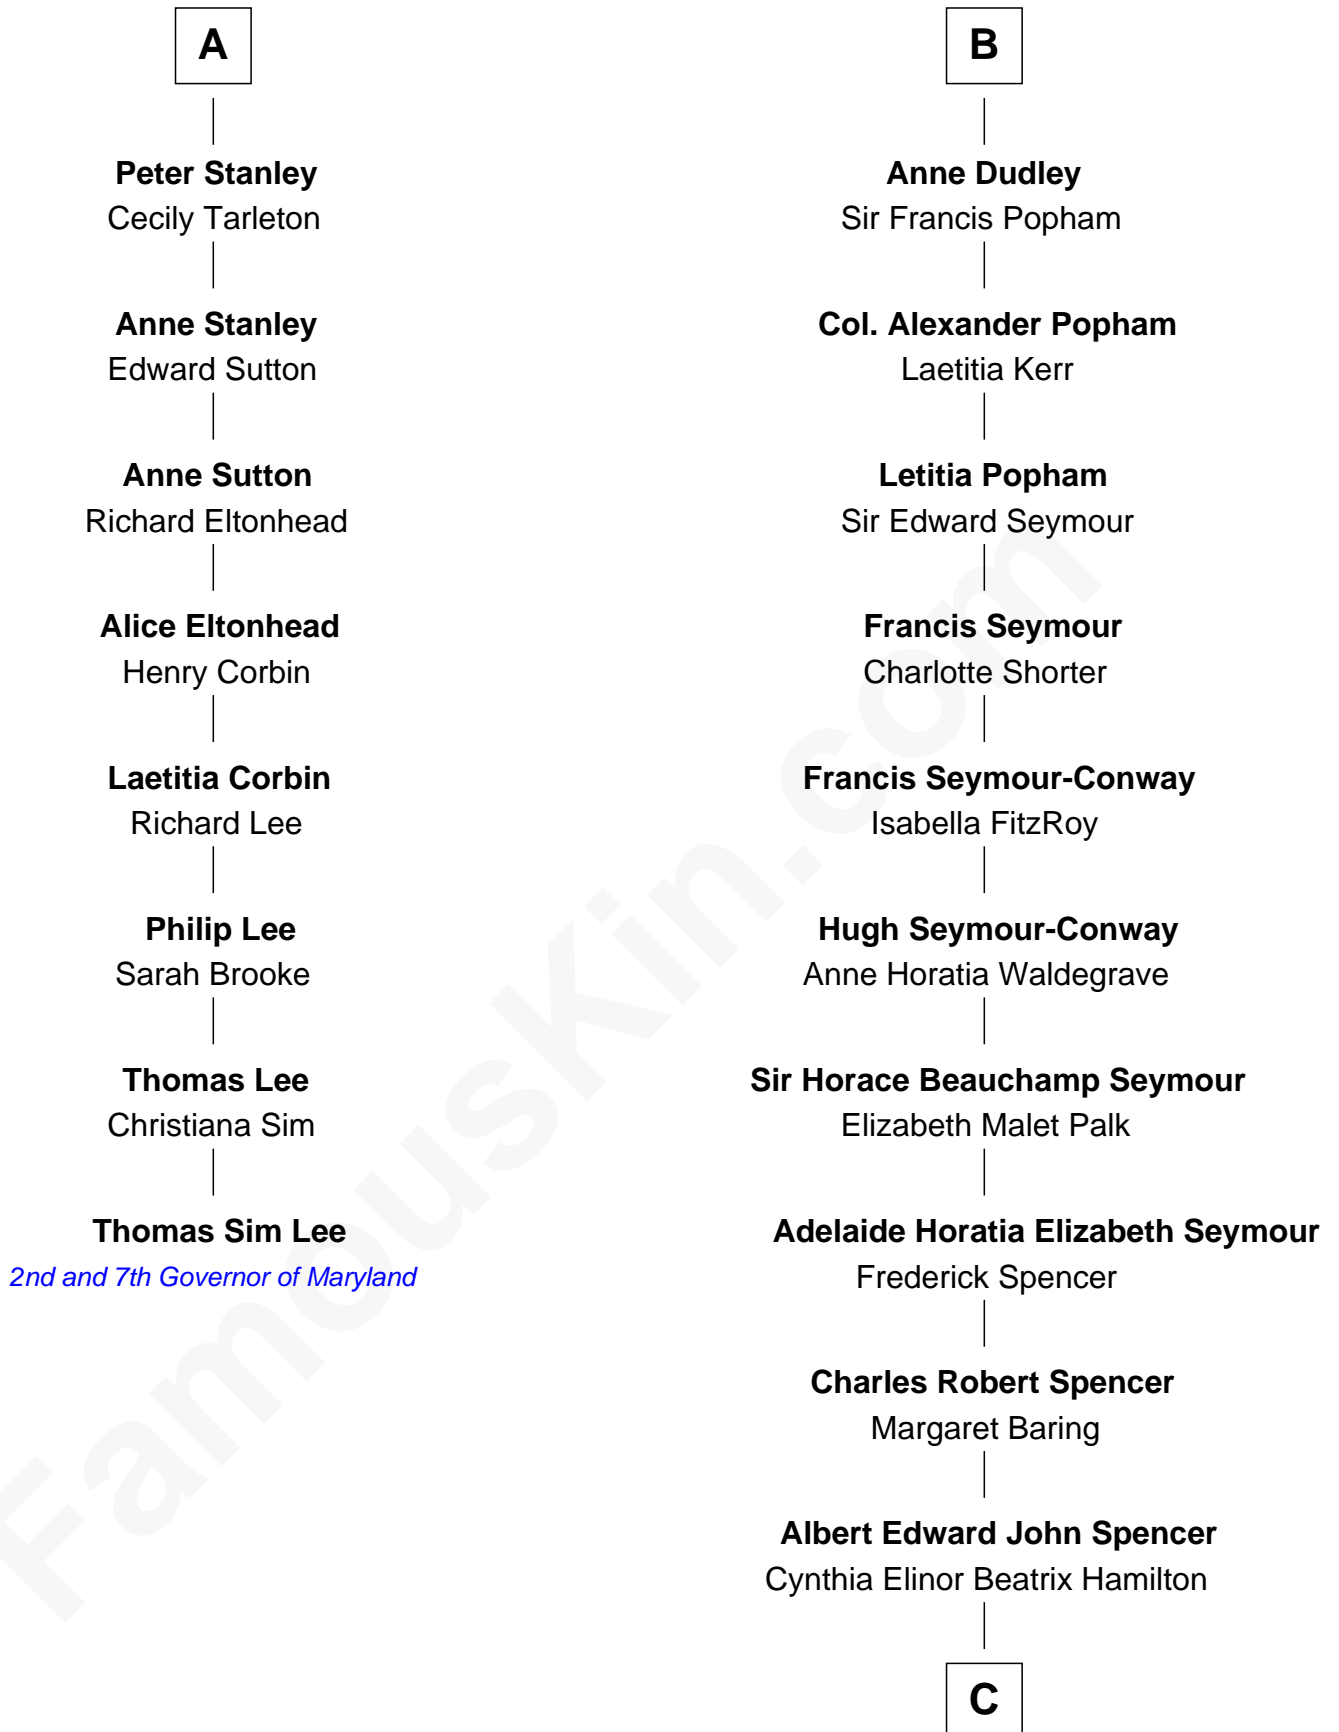 A
Peter Stanley
Cecily Tarleton
Anne Stanley
Edward Sutton
Anne Sutton
Richard Eltonhead
Alice Eltonhead
Henry Corbin
Laetitia Corbin
Richard Lee
Philip Lee
Sarah Brooke
Thomas Lee
Christiana Sim
Thomas Sim Lee
2nd and 7th Governor of Maryland
B
Anne Dudley
Sir Francis Popham
Col. Alexander Popham
Laetitia Kerr
Letitia Popham
Sir Edward Seymour
Francis Seymour
Charlotte Shorter
Francis Seymour-Conway
Isabella FitzRoy
Hugh Seymour-Conway
Anne Horatia Waldegrave
Sir Horace Beauchamp Seymour
Elizabeth Malet Palk
Adelaide Horatia Elizabeth Seymour
Frederick Spencer
Charles Robert Spencer
Margaret Baring
Albert Edward John Spencer
Cynthia Elinor Beatrix Hamilton
C
FamousKin.com